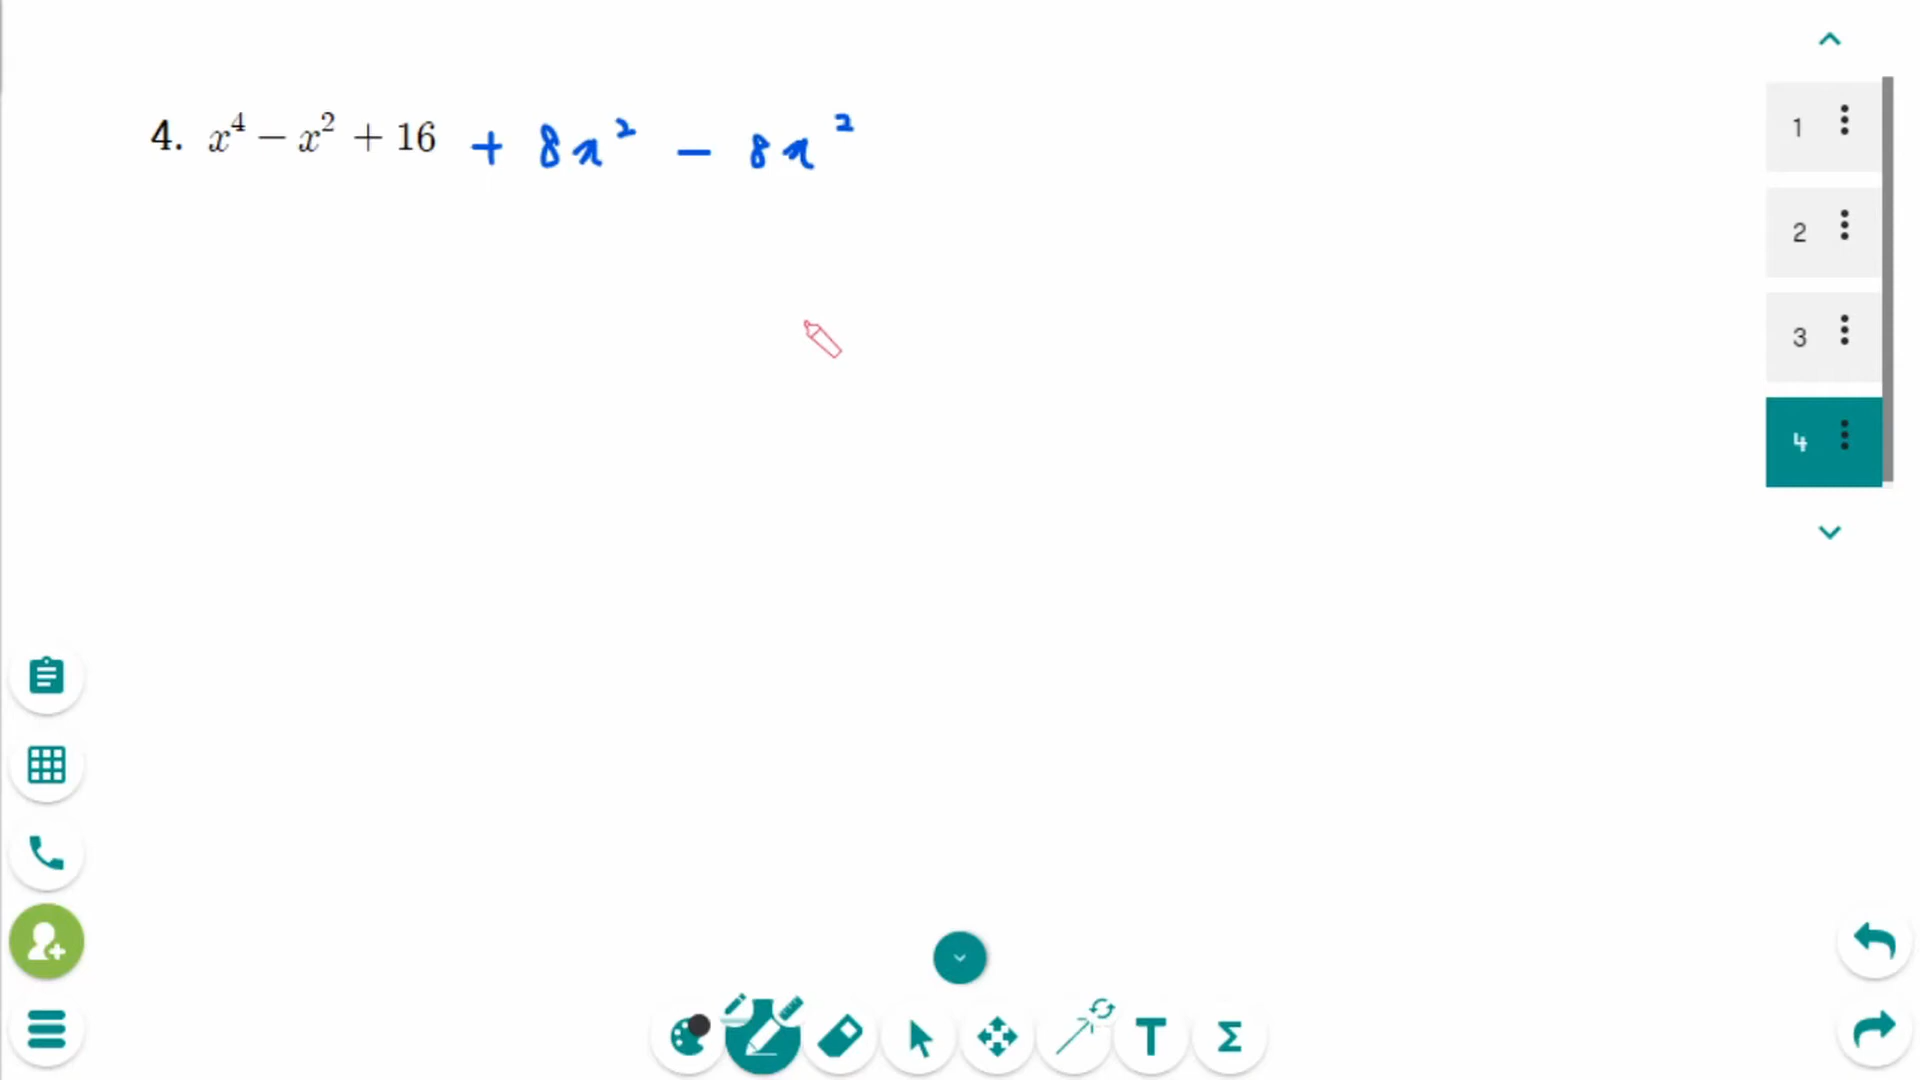 4. x⁴ − x² + 16 + 8x² − 8x²
1
2
3
4
T
Σ